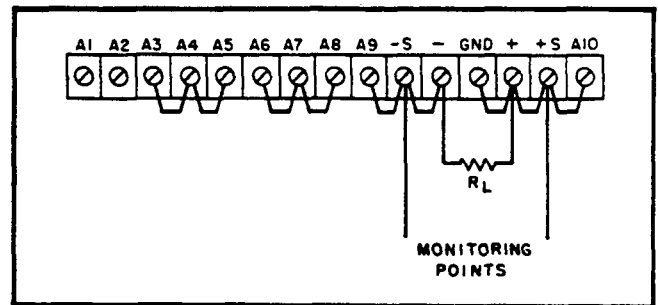 A1 A2 A3 A4 A5 A6 A7 A8 A9 -S - GND + +S A10
RL
MONITORING
POINTS